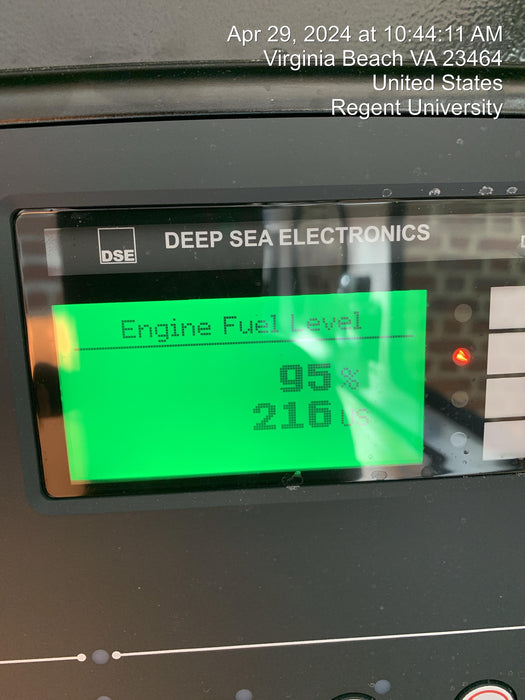 Apr 29, 2024 at 10:44:11 AM
Virginia Beach VA 23464
United States
Regent University
DSE
DEEP SEA ELECTRONICS
Engine Fuel Level
95 %
216 US